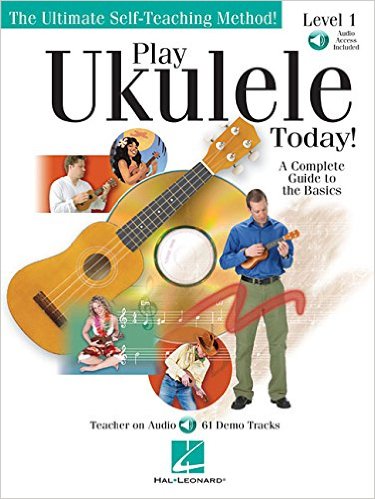 The Ultimate Self-Teaching Method!
Level 1
Audio
Access
Included
Play
Ukulele
Today!
A Complete
Guide to
the Basics
Teacher on Audio 61 Demo Tracks
HAL•LEONARD®